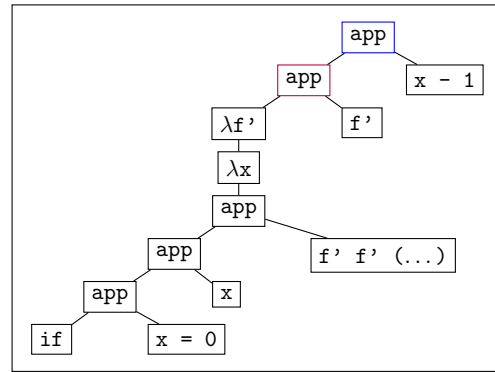 app
app
x - 1
λf'
f'
λx
app
app
f' f' (...)
app
x
if
x = 0